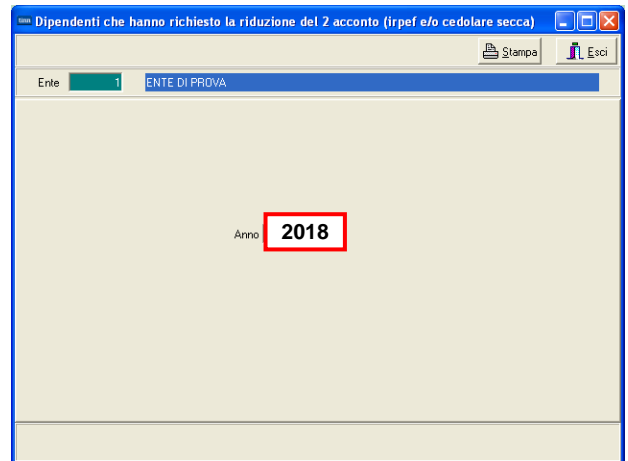 Dipendenti che hanno richiesto la riduzione del 2 acconto (irpef e/o cedolare secca)
Stampa Esci
Ente 1 ENTE DI PROVA
Anno 2018